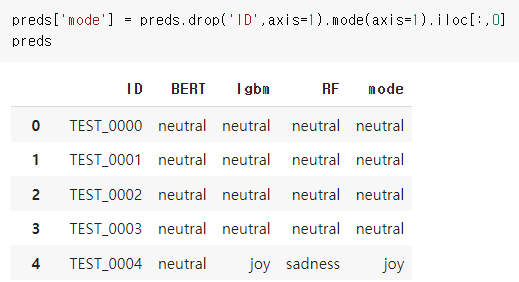 preds['mode'] = preds.drop('ID',axis=1).mode(axis=1).iloc[:,0]
preds
ID BERT lgbm RF mode
0 TEST_0000 neutral neutral neutral neutral
1 TEST_0001 neutral neutral neutral neutral
2 TEST_0002 neutral neutral neutral neutral
3 TEST_0003 neutral neutral neutral neutral
4 TEST_0004 neutral joy sadness joy